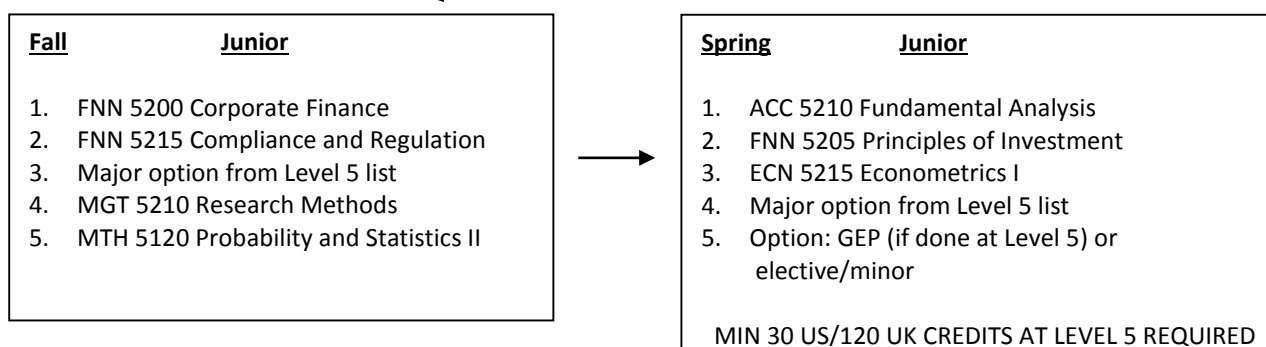 Fall Junior
1. FNN 5200 Corporate Finance
2. FNN 5215 Compliance and Regulation
3. Major option from Level 5 list
4. MGT 5210 Research Methods
5. MTH 5120 Probability and Statistics II
Spring Junior
1. ACC 5210 Fundamental Analysis
2. FNN 5205 Principles of Investment
3. ECN 5215 Econometrics I
4. Major option from Level 5 list
5. Option: GEP (if done at Level 5) or
elective/minor
MIN 30 US/120 UK CREDITS AT LEVEL 5 REQUIRED